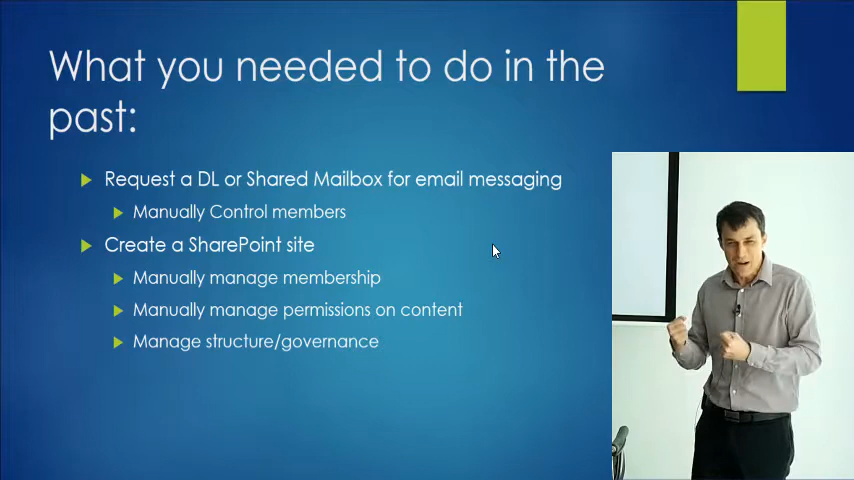 What you needed to do in the
past:
Request a DL or Shared Mailbox for email messaging
Manually Control members
Create a SharePoint site
Manually manage membership
Manually manage permissions on content
Manage structure/governance